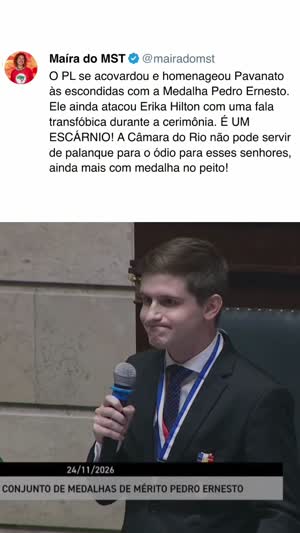 Maíra do MST @mairadomst
O PL se acovardou e homenageou Pavanato
às escondidas com a Medalha Pedro Ernesto.
Ele ainda atacou Erika Hilton com uma fala
transfóbica durante a cerimônia. É UM
ESCÁRNIO! A Câmara do Rio não pode servir
de palanque para o ódio para esses senhores,
ainda mais com medalha no peito!
24/11/2026
CONJUNTO DE MEDALHAS DE MÉRITO PEDRO ERNESTO